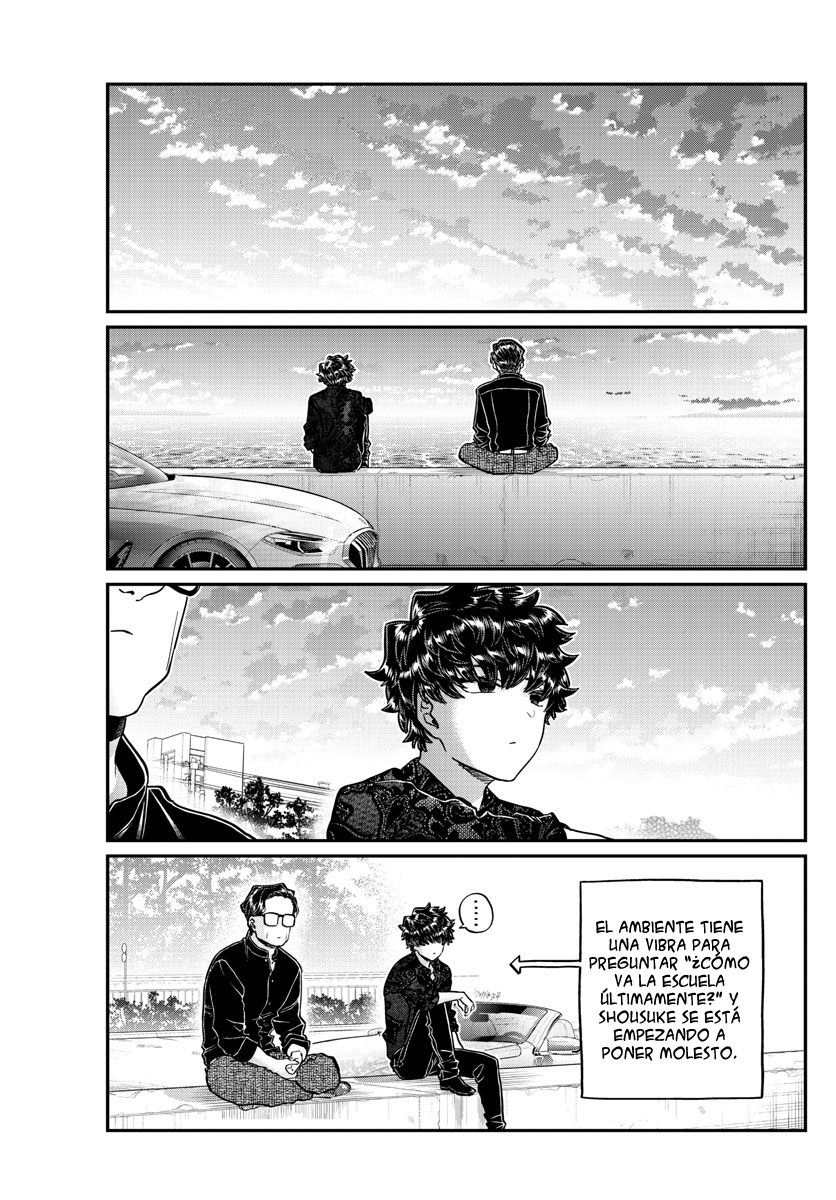 .....
EL AMBIENTE TIENE
UNA VIBRA PARA
PREGUNTAR "¿CÓMO
VA LA ESCUELA
ÚLTIMAMENTE?" Y
SHOUSUKE SE ESTÁ
EMPEZANDO A
PONER MOLESTO.